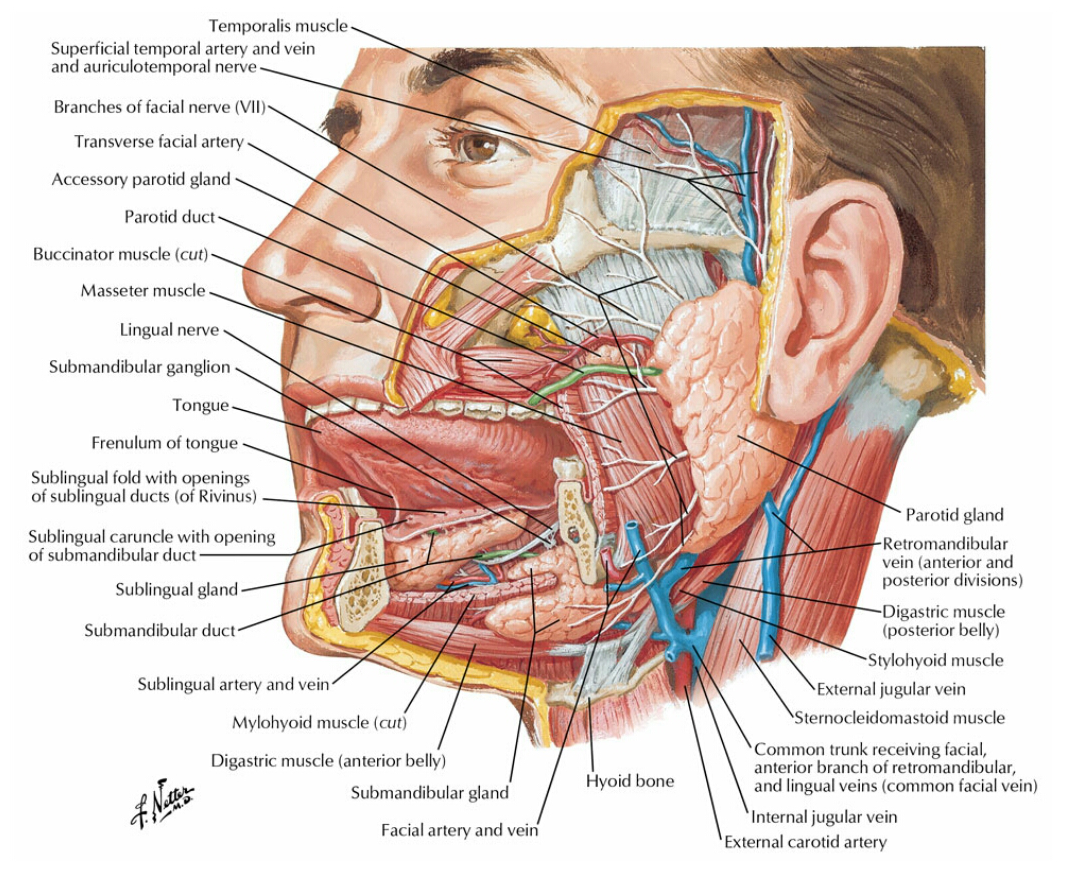 Temporalis muscle
Superficial temporal artery and vein
and auriculotemporal nerve
Branches of facial nerve (VII)
Transverse facial artery
Accessory parotid gland
Parotid duct
Buccinator muscle (cut)
Masseter muscle
Lingual nerve
Submandibular ganglion
Tongue
Frenulum of tongue
Sublingual fold with openings
of sublingual ducts (of Rivinus)
Sublingual caruncle with opening
of submandibular duct
Sublingual gland
Submandibular duct
Sublingual artery and vein
Mylohyoid muscle (cut)
Digastric muscle (anterior belly)
Submandibular gland
Facial artery and vein
Hyoid bone
Parotid gland
Retromandibular
vein (anterior and
posterior divisions)
Digastric muscle
(posterior belly)
Stylohyoid muscle
External jugular vein
Sternocleidomastoid muscle
Common trunk receiving facial,
anterior branch of retromandibular,
and lingual veins (common facial vein)
Internal jugular vein
External carotid artery
F. Netter
M.D.